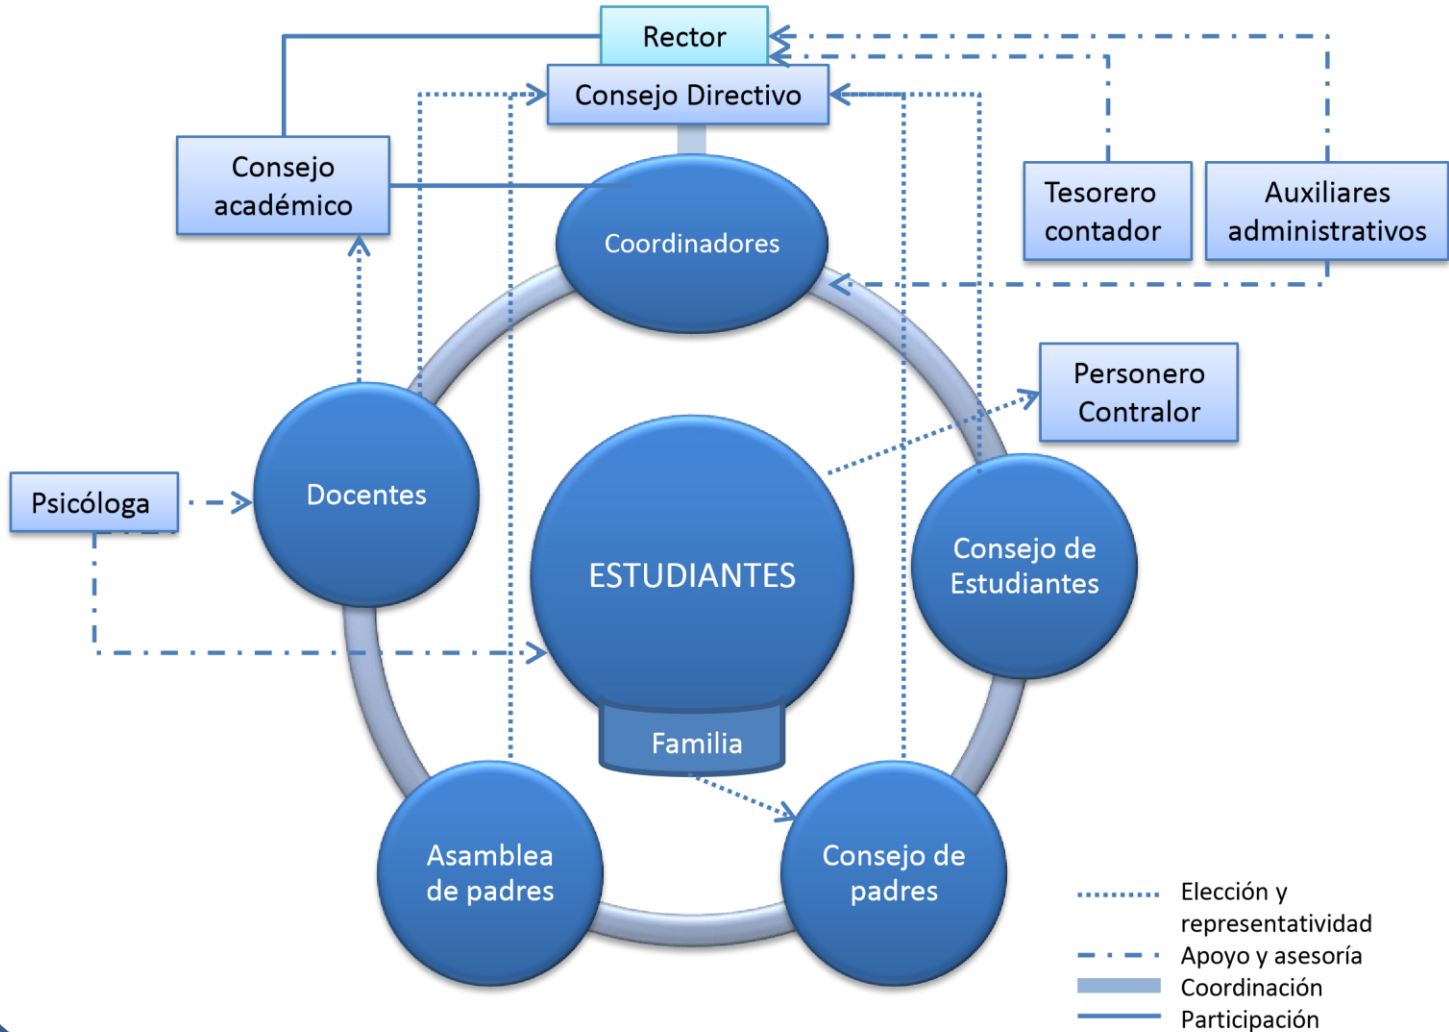 Rector
Consejo Directivo
Consejo
académico
Tesorero
contador
Auxiliares
administrativos
Coordinadores
Personero
Contralor
Psicóloga
Docentes
ESTUDIANTES
Consejo de
Estudiantes
Familia
Asamblea
de padres
Consejo de
padres
Elección y
representatividad
Apoyo y asesoría
Coordinación
Participación